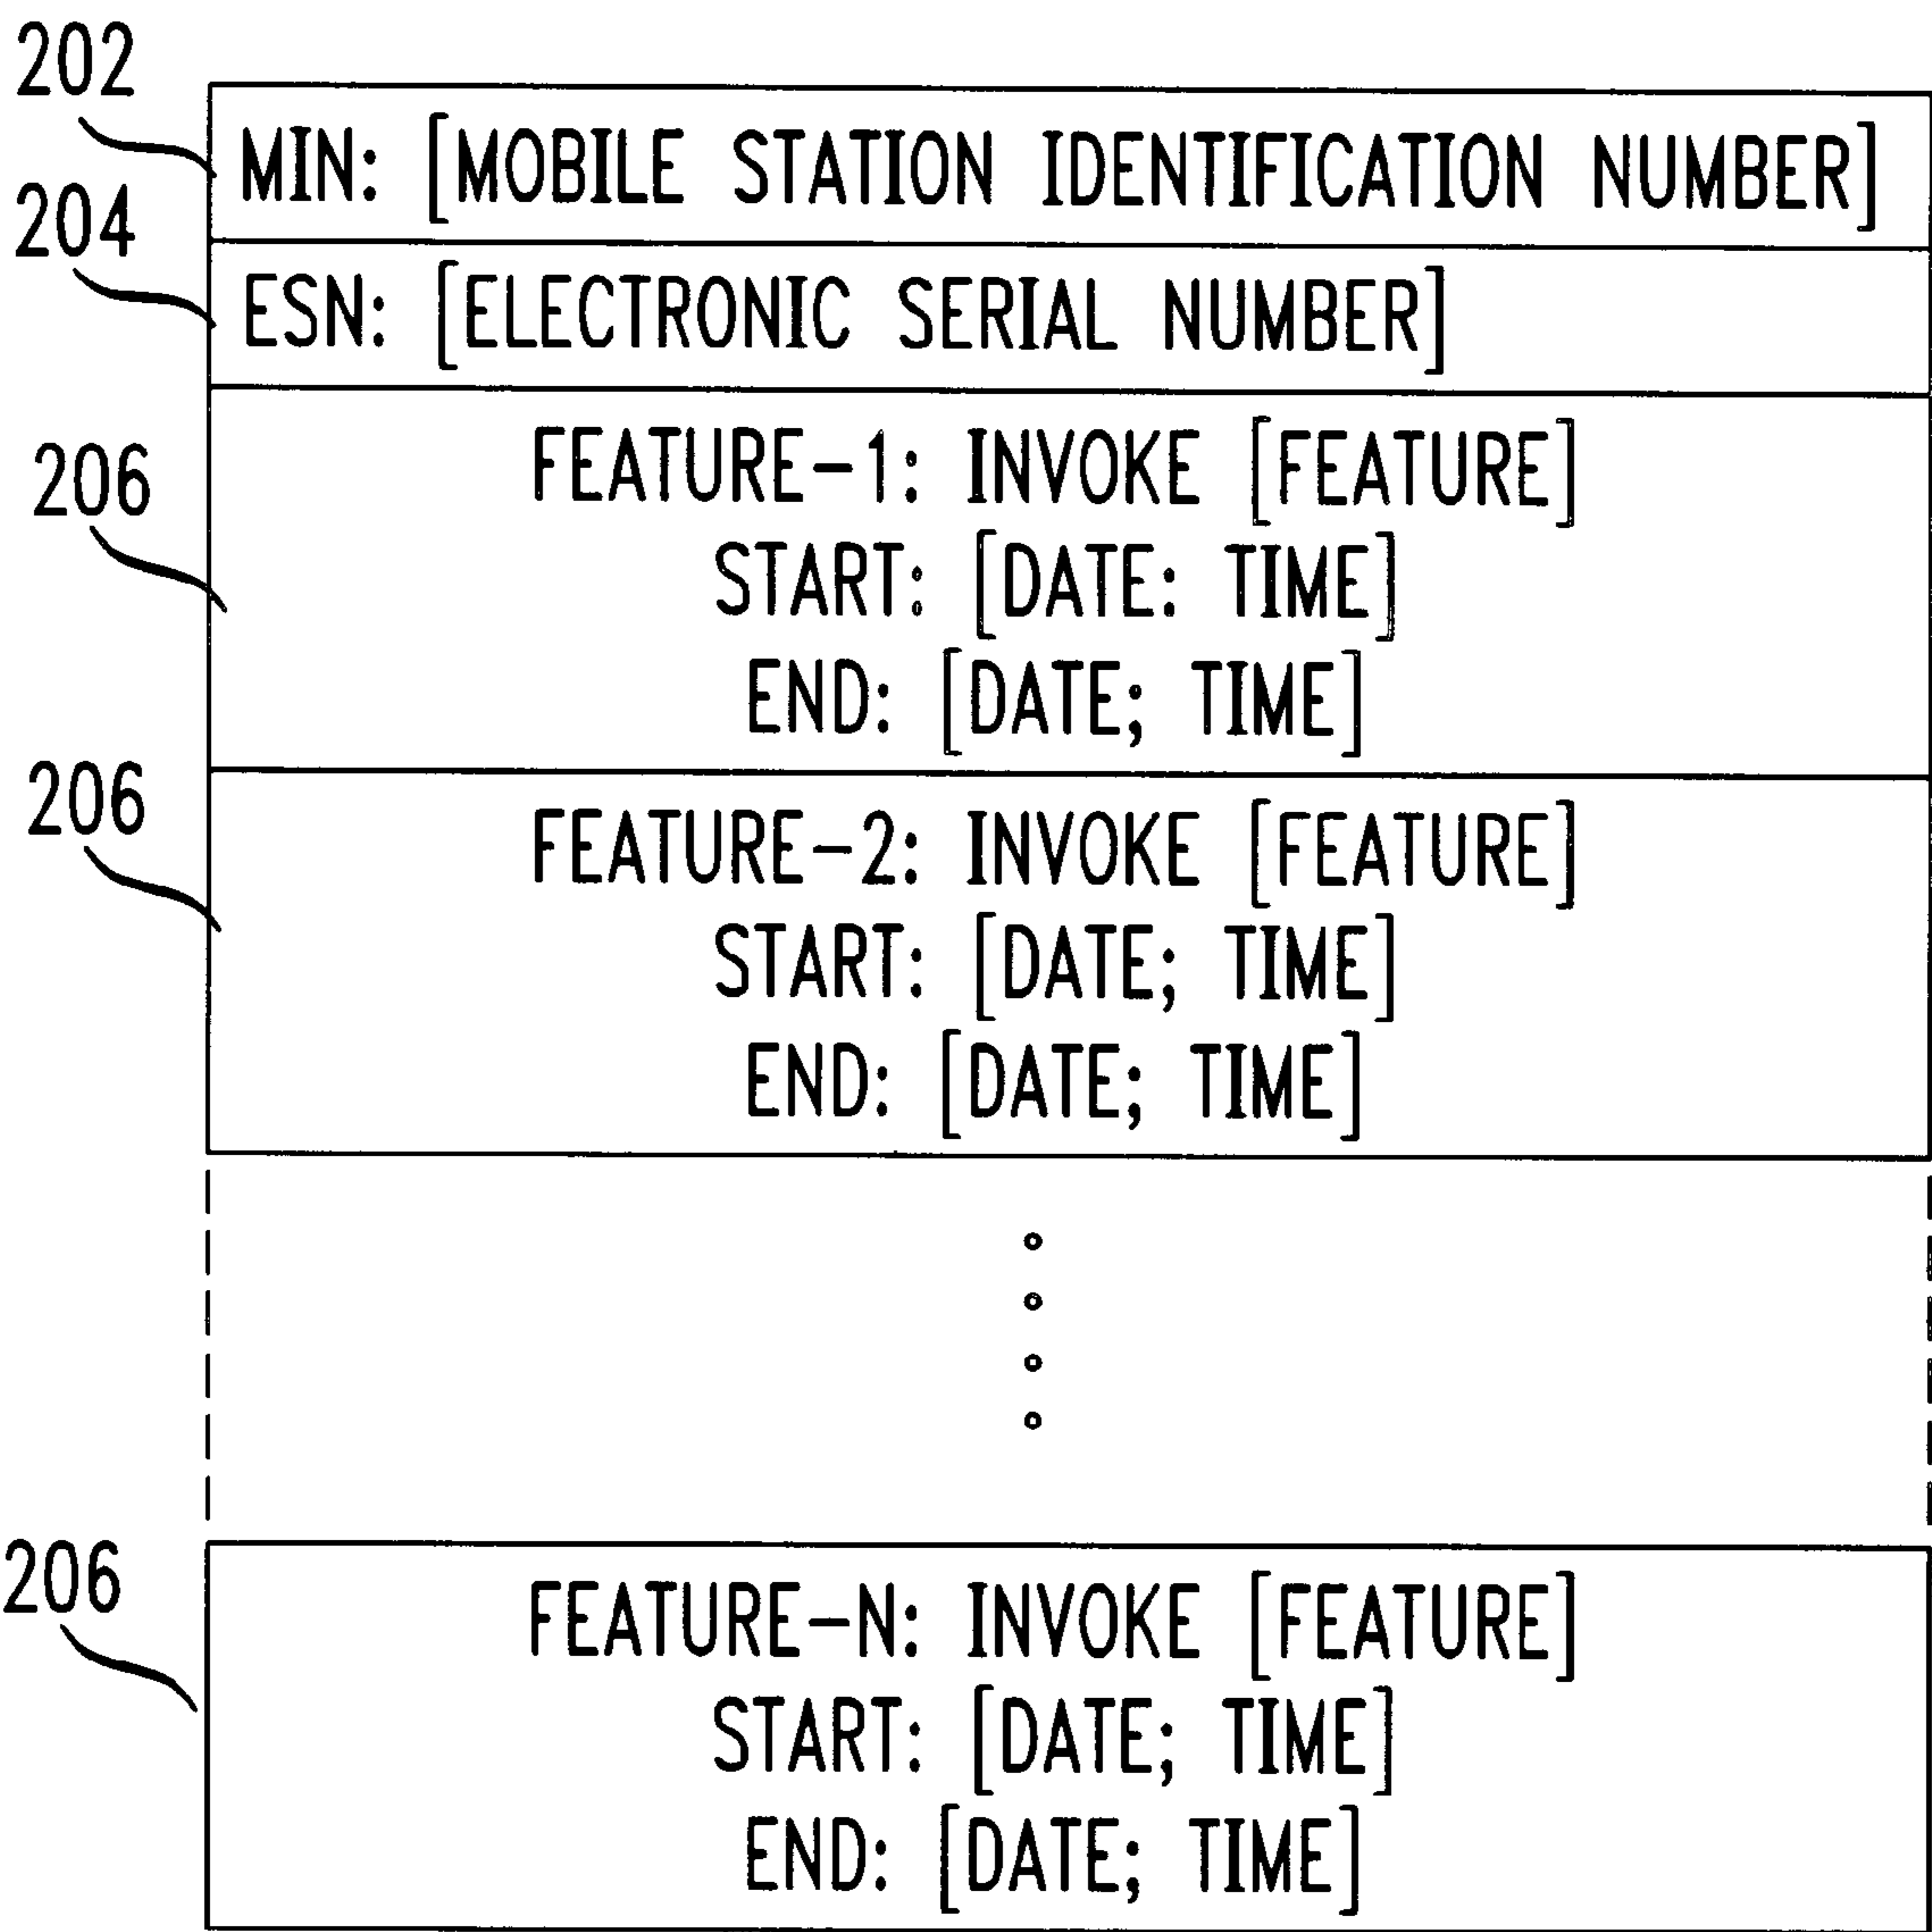 202
MIN: [MOBILE STATION IDENTIFICATION NUMBER]
204
ESN: [ELECTRONIC SERIAL NUMBER]
206
FEATURE-1: INVOKE [FEATURE]
START: [DATE: TIME]
END: [DATE; TIME]
206
FEATURE-2: INVOKE [FEATURE]
START: [DATE; TIME]
END: [DATE; TIME]
206
FEATURE-N: INVOKE [FEATURE]
START: [DATE; TIME]
END: [DATE; TIME]